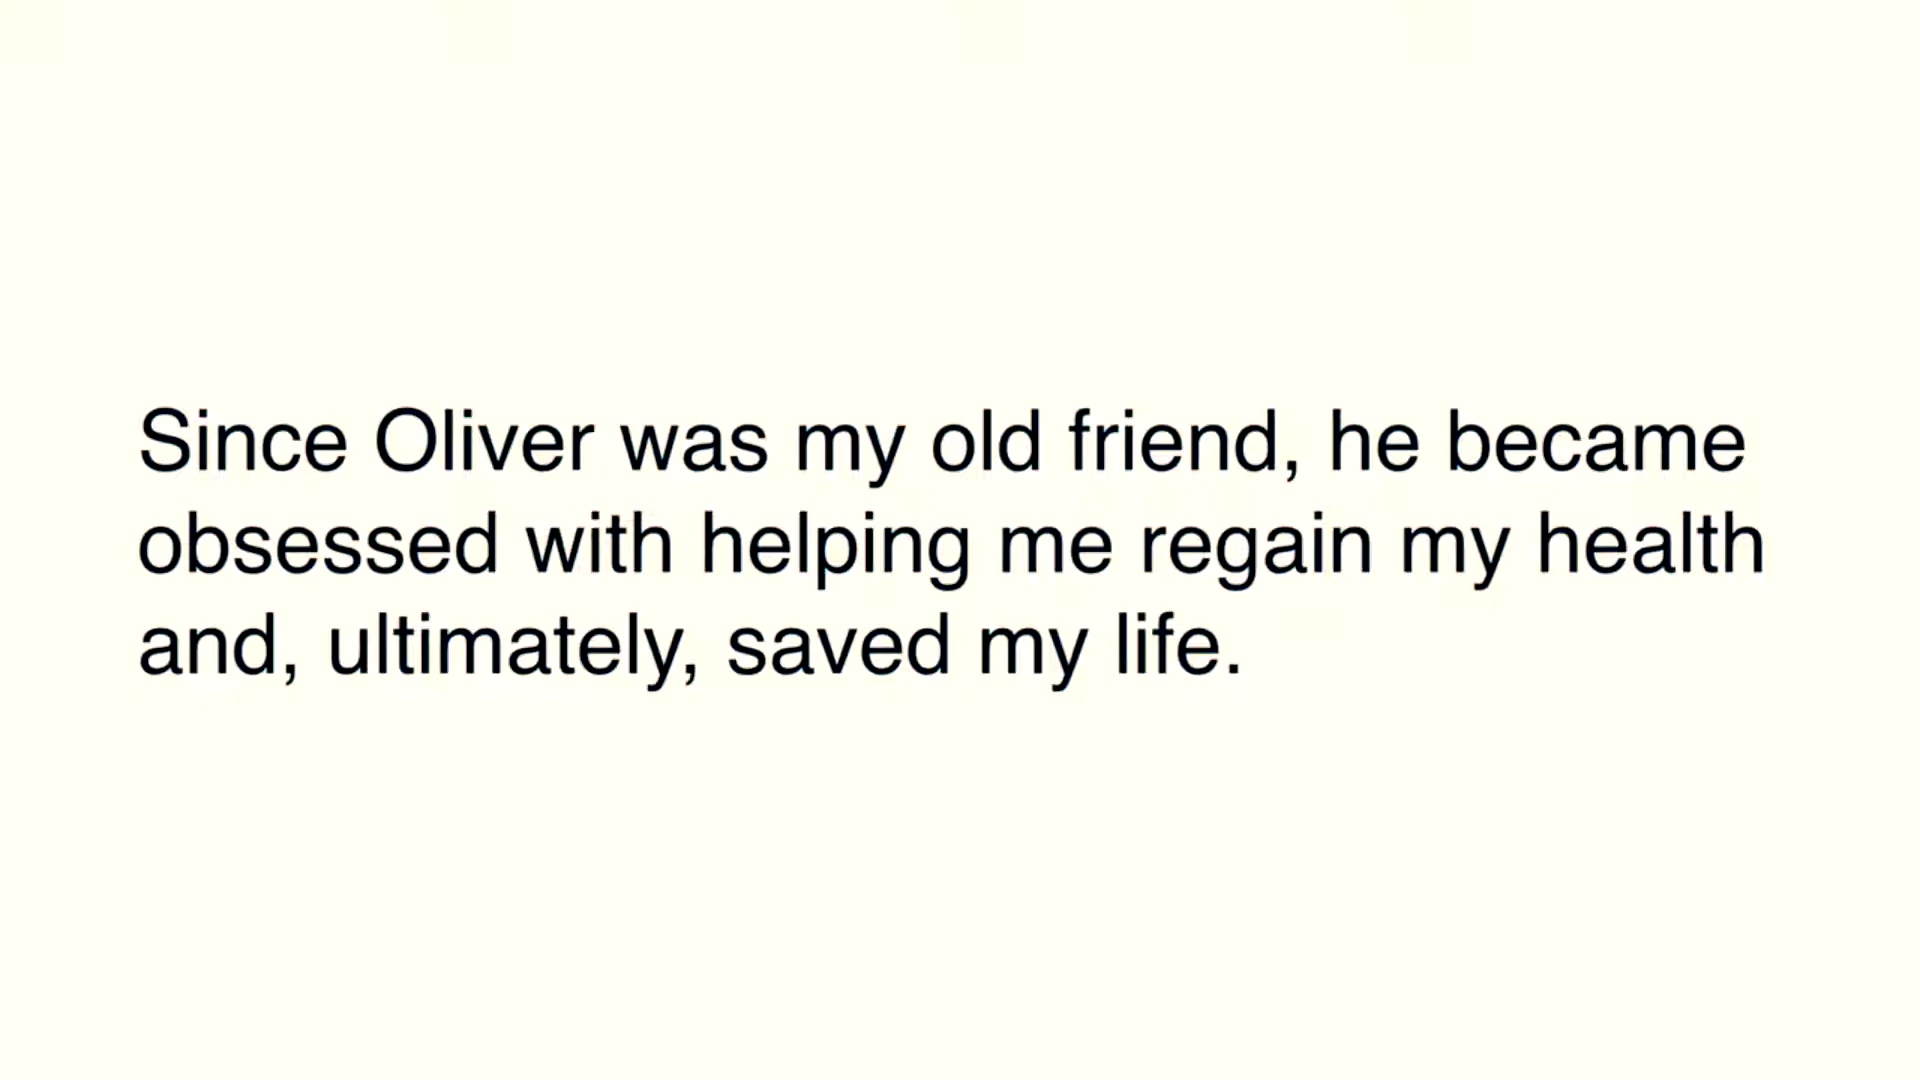 Since Oliver was my old friend, he became
obsessed with helping me regain my health
and, ultimately, saved my life.